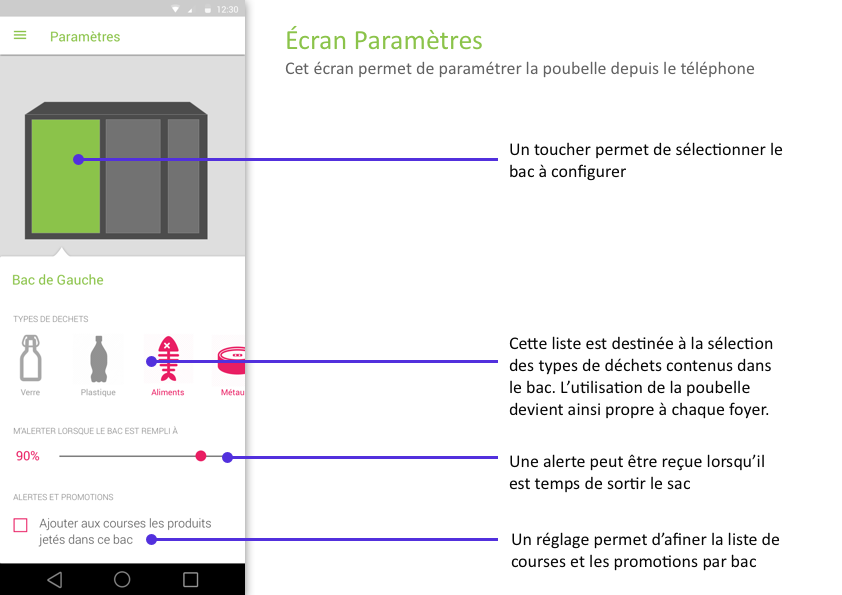 12:30
Paramètres
Écran Paramètres
Cet écran permet de paramétrer la poubelle depuis le téléphone
Un toucher permet de sélectionner le
bac à configurer
Bac de Gauche
TYPES DE DECHETS
Verre
Plastique
Aliments
Métau
Cette liste est destinée à la sélection
des types de déchets contenus dans
le bac. L'utilisation de la poubelle
devient ainsi propre à chaque foyer.
M'ALERTER LORSQUE LE BAC EST REMPLI À
90%
Une alerte peut être reçue lorsqu'il
est temps de sortir le sac
ALERTES ET PROMOTIONS
Ajouter aux courses les produits
jetés dans ce bac
Un réglage permet d'afiner la liste de
courses et les promotions par bac